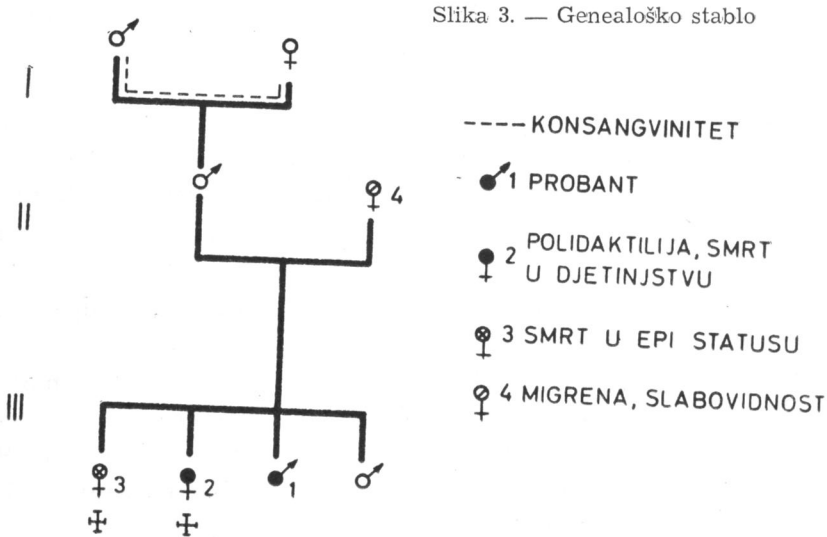 Slika 3. — Genealoško stablo
I
II
4
III
3
2
1
---- KONSANGVINITET
1 PROBANT
2 POLIDAKTILIJA, SMRT
U DJETINJSTVU
3 SMRT U EPI STATUSU
4 MIGRENA, SLABOVIDNOST